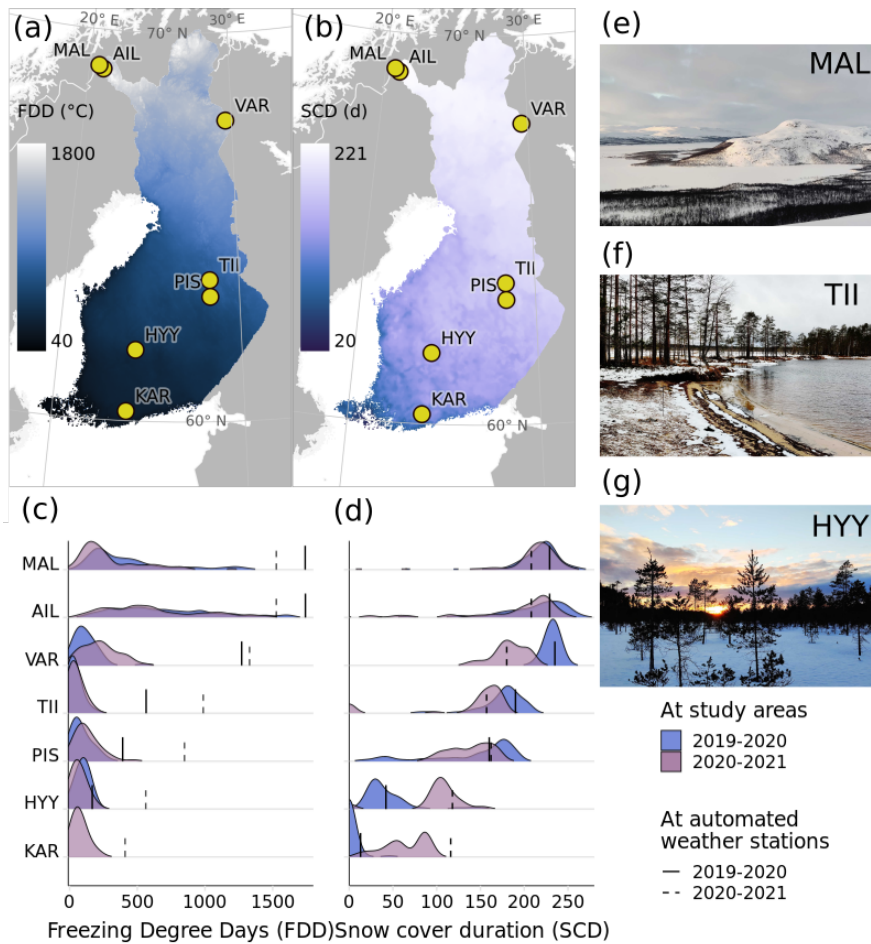 (a)
20° E
70° N
30° E
MAL
AIL
VAR
FDD (°C)
1800
40
TII
PIS
HYY
KAR
60° N
(b)
20° E
70° N
30° E
MAL
AIL
VAR
SCD (d)
221
20
TII
PIS
HYY
KAR
60° N
(e)
MAL
(f)
TII
(g)
HYY
(c)
MAL
AIL
VAR
TII
PIS
HYY
KAR
0 500 1000 1500
Freezing Degree Days (FDD)
(d)
0 50 100 150 200 250
Snow cover duration (SCD)
At study areas
2019-2020
2020-2021
At automated
weather stations
2019-2020
2020-2021